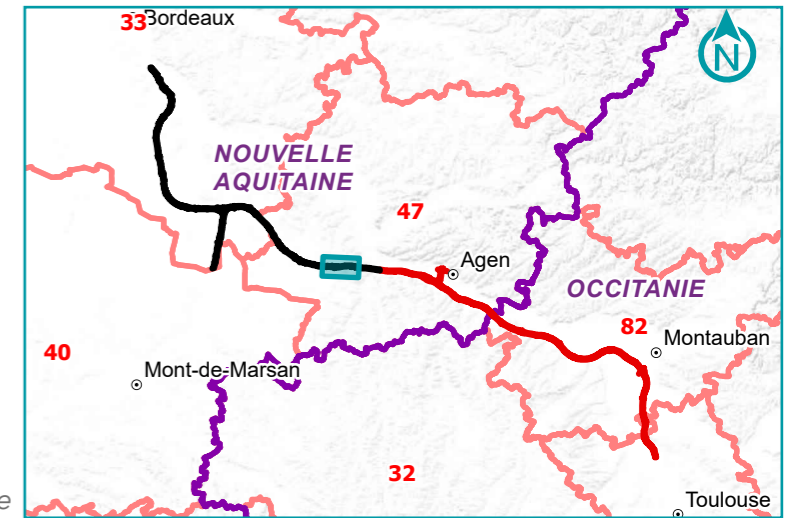 33 Bordeaux
N
NOUVELLE
AQUITAINE
47
Agen
OCCITANIE
82
Montauban
40
Mont-de-Marsan
32
e
Toulouse